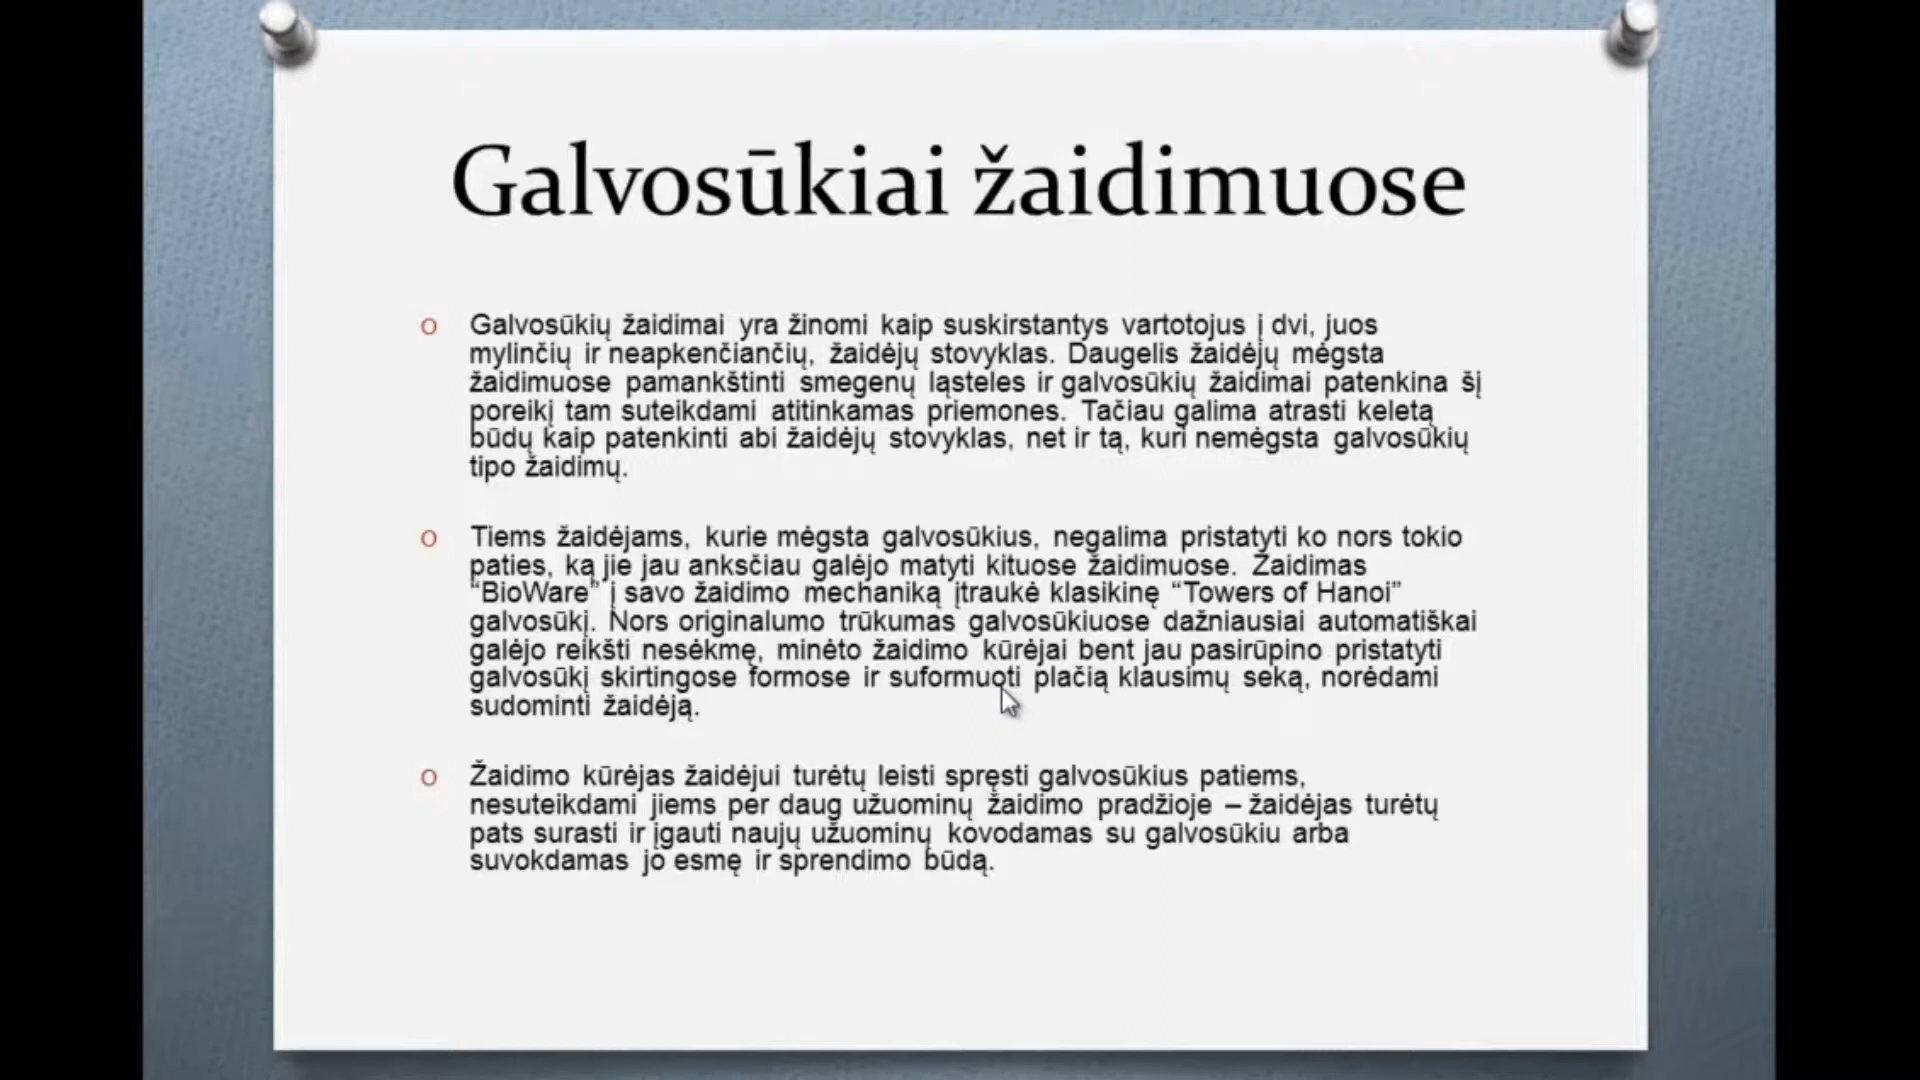 Galvosūkiai žaidimuose
o Galvosūkių žaidimai yra žinomi kaip suskirstantys vartotojus į dvi, juos
mylinčių ir neapkenčiančių, žaidėjų stovyklas. Daugelis žaidėjų mėgsta
žaidimuose pamankštinti smegenų ląsteles ir galvosūkių žaidimai patenkina šį
poreikį tam suteikdami atitinkamas priemones. Tačiau galima atrasti keletą
būdų kaip patenkinti abi žaidėjų stovyklas, net ir tą, kuri nemėgsta galvosūkių
tipo žaidimų.
o Tiems žaidėjams, kurie mėgsta galvosūkius, negalima pristatyti ko nors tokio
paties, ką jie jau anksčiau galėjo matyti kituose žaidimuose. Žaidimas
“BioWare” į savo žaidimo mechaniką įtraukė klasikinę “Towers of Hanoi”
galvosūkį. Nors originalumo trūkumas galvosūkiuose dažniausiai automatiškai
galėjo reikšti nesėkmę, minėto žaidimo kūrėjai bent jau pasirūpino pristatyti
galvosūkį skirtingose formose ir suformuoti plačią klausimų seką, norėdami
sudominti žaidėją.
o Žaidimo kūrėjas žaidėjui turėtų leisti spręsti galvosūkius patiems,
nesuteikdami jiems per daug užuominų žaidimo pradžioje – žaidėjas turėtų
pats surasti ir įgauti naujų užuominų kovodamas su galvosūkiu arba
suvokdamas jo esmę ir sprendimo būdą.